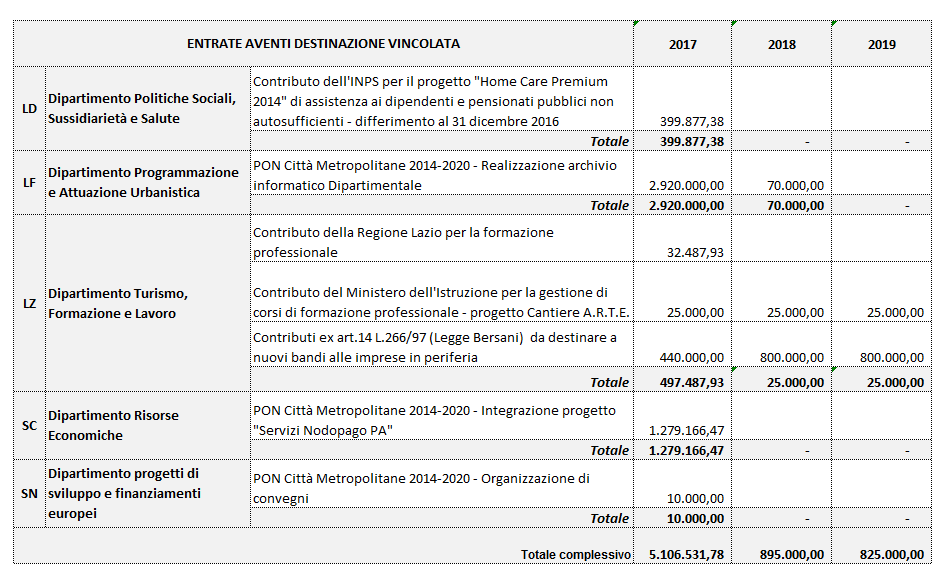 ENTRATE AVENTI DESTINAZIONE VINCOLATA 2017 2018 2019
LD Dipartimento Politiche Sociali, Sussidiarietà e Salute
Contributo dell'INPS per il progetto "Home Care Premium
2014" di assistenza ai dipendenti e pensionati pubblici non
autosufficienti - differimento al 31 dicembre 2016 399.877,38
Totale 399.877,38 - -
LF Dipartimento Programmazione e Attuazione Urbanistica
PON Città Metropolitane 2014-2020 - Realizzazione archivio
informatico Dipartimentale 2.920.000,00 70.000,00
Totale 2.920.000,00 70.000,00 -
LZ Dipartimento Turismo, Formazione e Lavoro
Contributo della Regione Lazio per la formazione
professionale 32.487,93
Contributo del Ministero dell'Istruzione per la gestione di
corsi di formazione professionale - progetto Cantiere A.R.T.E. 25.000,00 25.000,00 25.000,00
Contributi ex art.14 L.266/97 (Legge Bersani) da destinare a
nuovi bandi alle imprese in periferia 440.000,00 800.000,00 800.000,00
Totale 497.487,93 25.000,00 25.000,00
SC Dipartimento Risorse Economiche
PON Città Metropolitane 2014-2020 - Integrazione progetto
"Servizi Nodopago PA" 1.279.166,47
Totale 1.279.166,47 - -
SN Dipartimento progetti di sviluppo e finanziamenti europei
PON Città Metropolitane 2014-2020 - Organizzazione di
convegni 10.000,00
Totale 10.000,00 - -
Totale complessivo 5.106.531,78 895.000,00 825.000,00